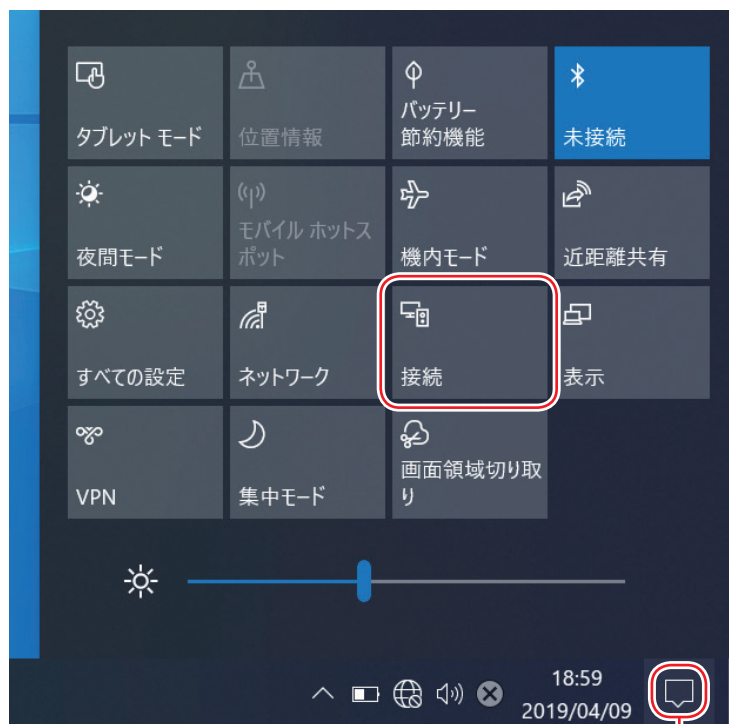 タブレット モード
位置情報
バッテリー
節約機能
未接続
夜間モード
モバイル ホットス
ポット
機内モード
近距離共有
すべての設定
ネットワーク
接続
表示
VPN
集中モード
画面領域切り取
り
18:59
2019/04/09